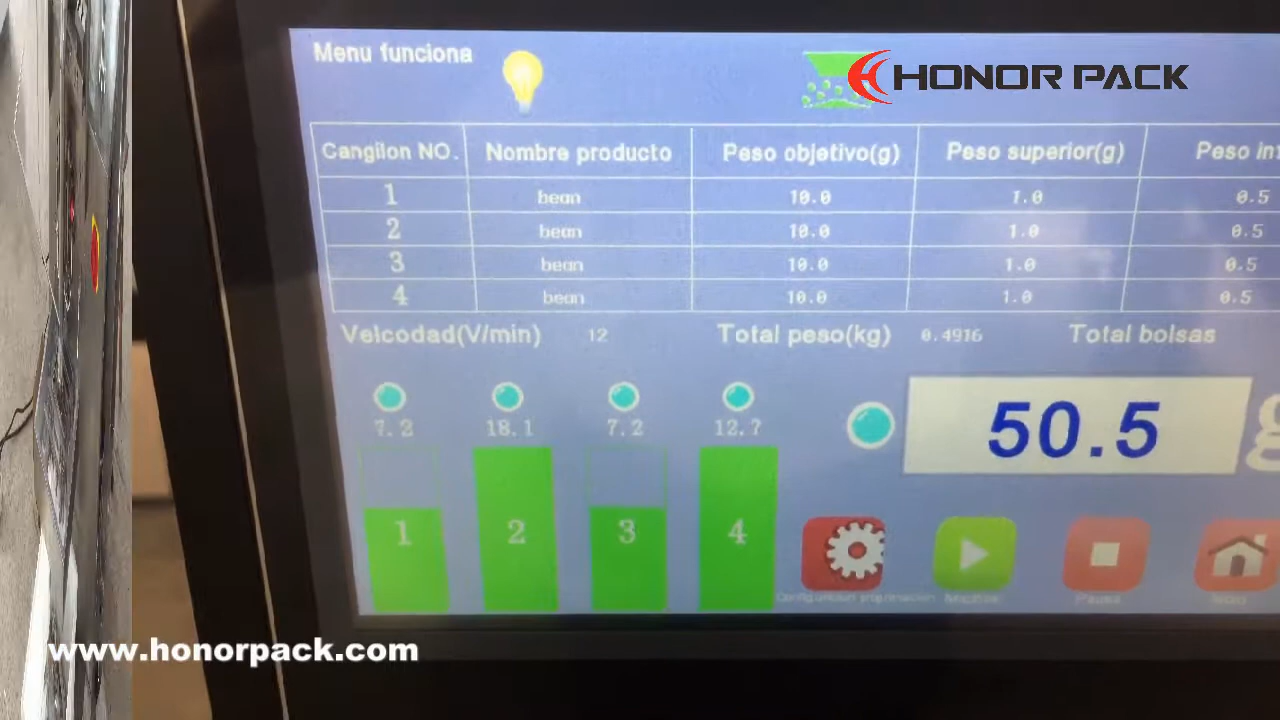 Menu funciona
HONOR PACK
Cangilon NO. Nombre producto Peso objetivo(g) Peso superior(g) Peso
1 bean 10.0 1.0 0.5
2 bean 10.0 1.0 0.5
3 bean 10.0 1.0 0.5
4 bean 10.0 1.0 0.5
Velcodad(V/min) 12 Total peso(kg) 0.4916 Total bolsas
7.2 18.1 7.2 12.7
50.5 g
1 2 3 4
Pausa
www.honorpack.com